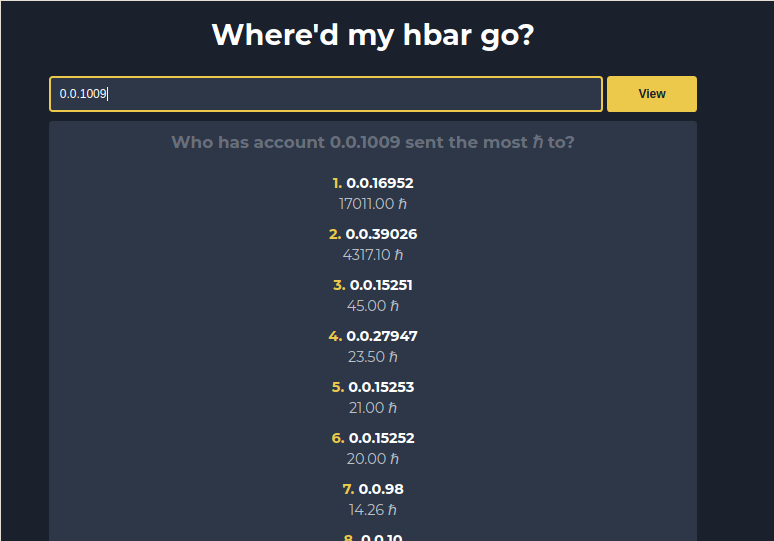 Where'd my hbar go?
0.0.1009
View
Who has account 0.0.1009 sent the most ℏ to?
1. 0.0.16952
17011.00 ℏ
2. 0.0.39026
4317.10 ℏ
3. 0.0.15251
45.00 ℏ
4. 0.0.27947
23.50 ℏ
5. 0.0.15253
21.00 ℏ
6. 0.0.15252
20.00 ℏ
7. 0.0.98
14.26 ℏ
8. 0.0.10